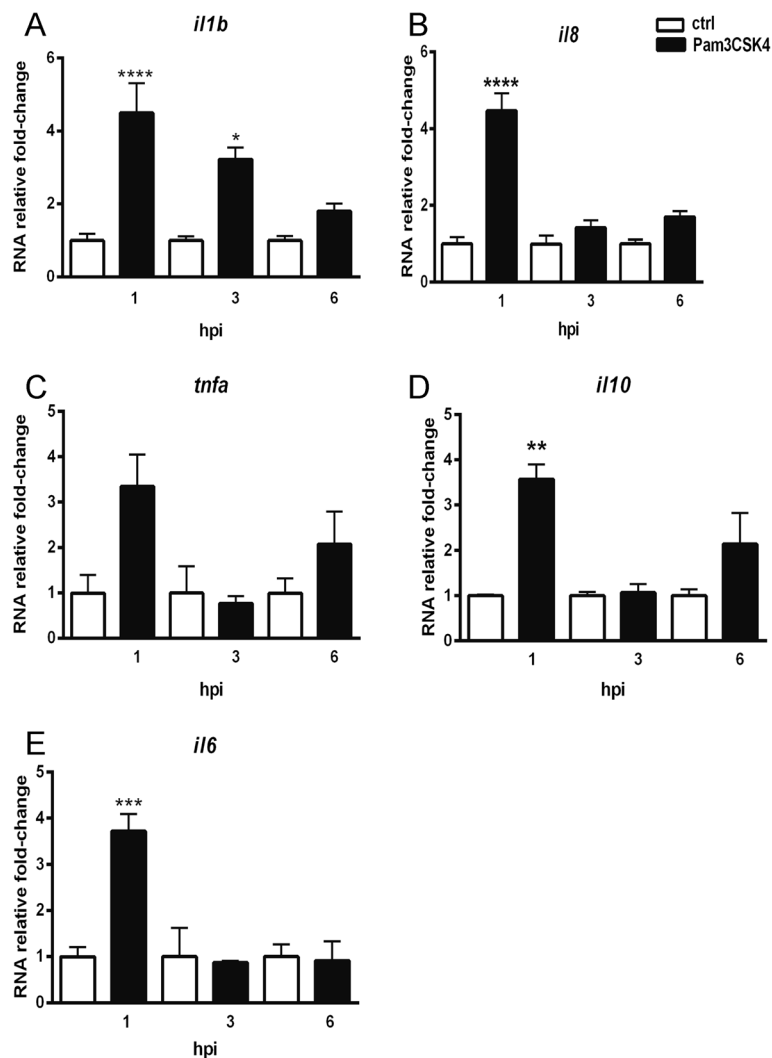 A
il1b
RNA relative fold-change
6
4
2
0
****
*
1
3
6
hpi
B
il8
ctrl
Pam3CSK4
RNA relative fold-change
6
4
2
0
****
1
3
6
hpi
C
tnfa
RNA relative fold-change
5
4
3
2
1
0
1
3
6
hpi
D
il10
RNA relative fold-change
5
4
3
2
1
0
**
1
3
6
hpi
E
il6
RNA relative fold-change
5
4
3
2
1
0
***
1
3
6
hpi